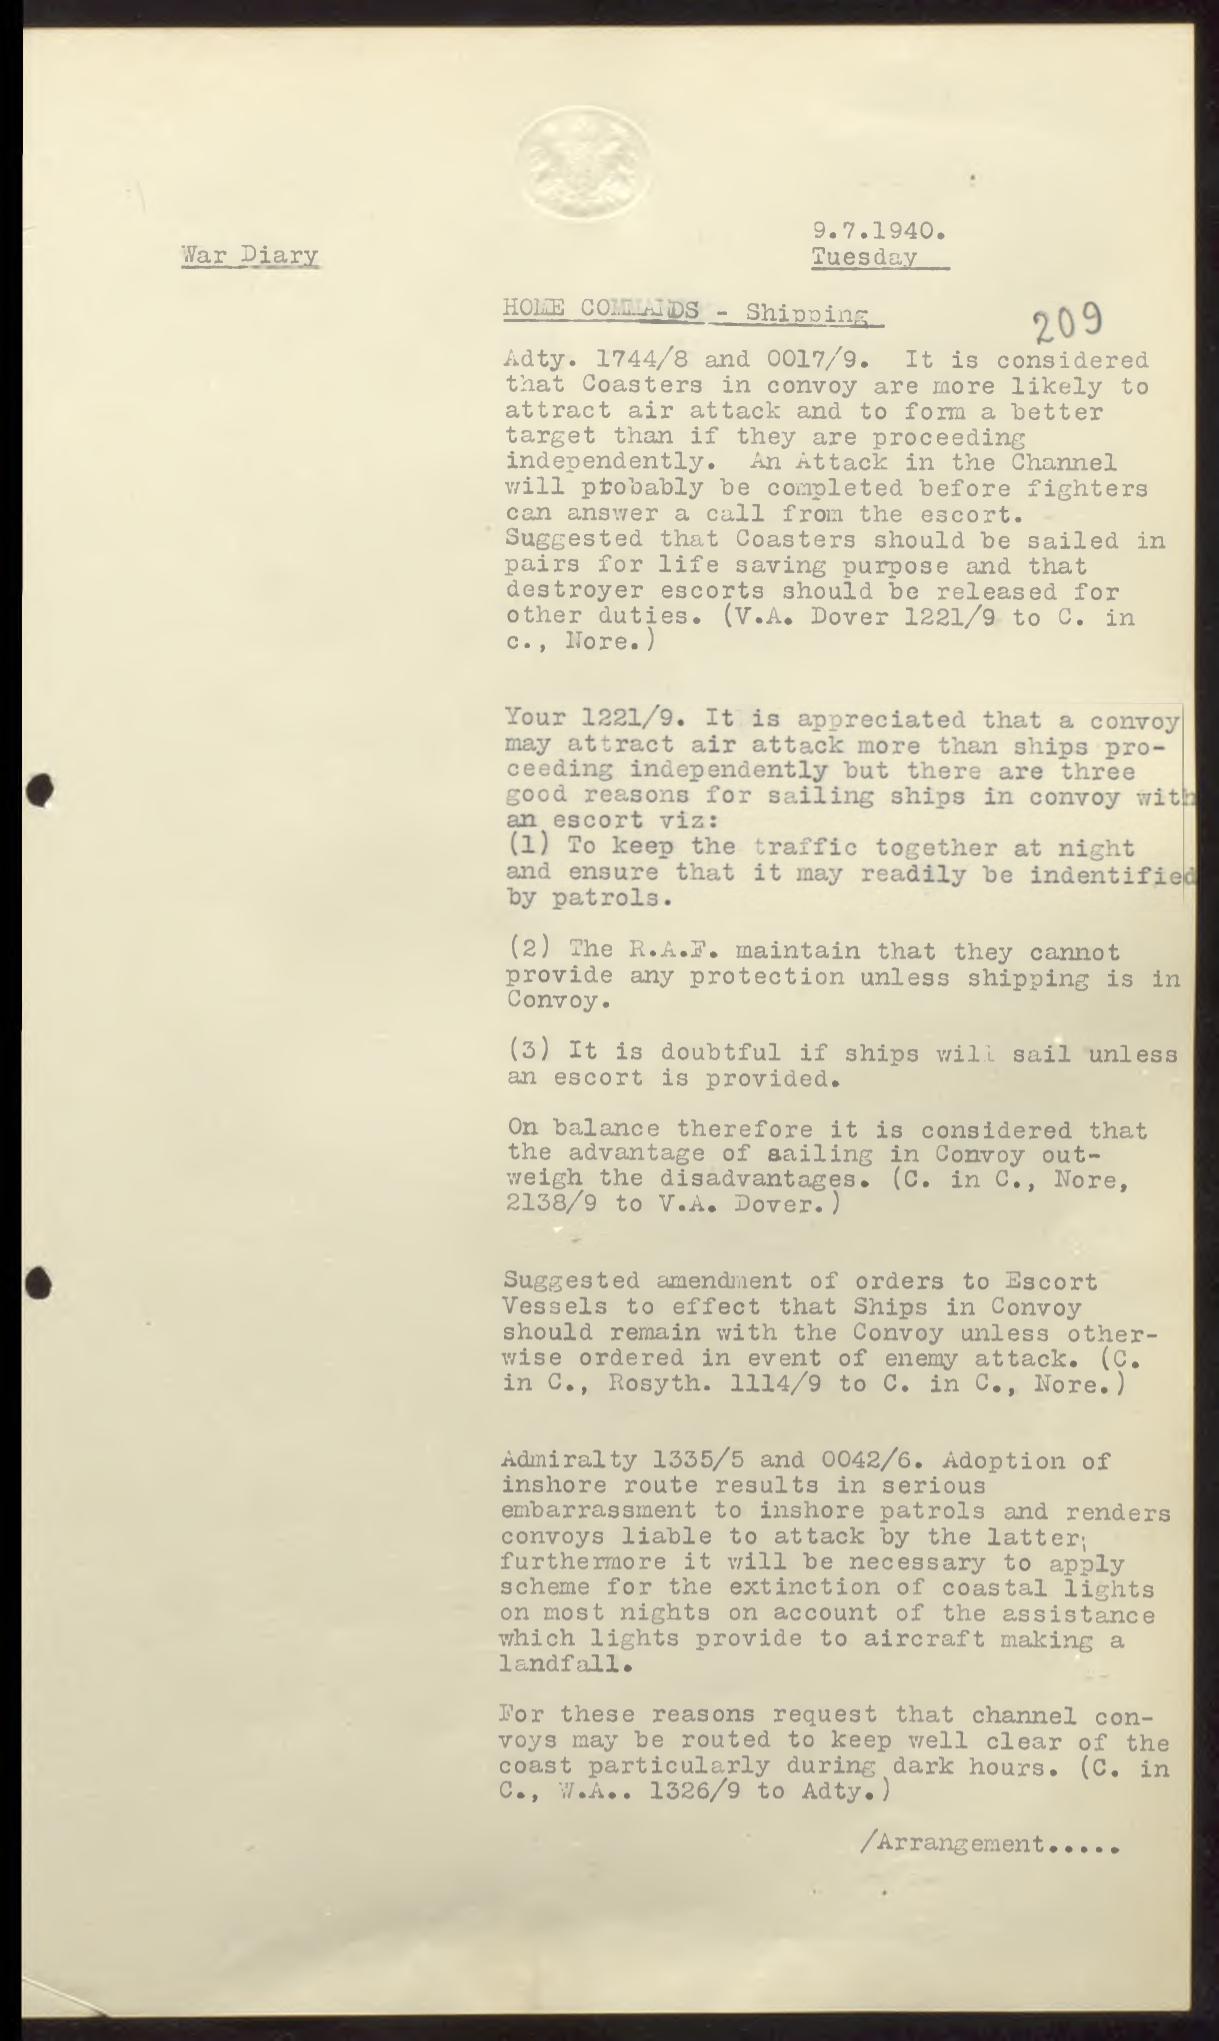 9.7.1940.
War Diary
Tuesday
HOME COMMANDS - Shipping
209
Adty. 1744/8 and 0017/9. It is considered
that Coasters in convoy are more likely to
attract air attack and to form a better
target than if they are proceeding
independently. An Attack in the Channel
will ptobably be completed before fighters
can answer a call from the escort.
Suggested that Coasters should be sailed in
pairs for life saving purpose and that
destroyer escorts should be released for
other duties. (V.A. Dover 1221/9 to C. in
c., Nore.)
Your 1221/9. It is appreciated that a convoy
may attract air attack more than ships pro-
ceeding independently but there are three
good reasons for sailing ships in convoy with
an escort viz:
(1) To keep the traffic together at night
and ensure that it may readily be indentified
by patrols.
(2) The R.A.F. maintain that they cannot
provide any protection unless shipping is in
Convoy.
(3) It is doubtful if ships will sail unless
an escort is provided.
On balance therefore it is considered that
the advantage of sailing in Convoy out-
weigh the disadvantages. (C. in C., Nore,
2138/9 to V.A. Dover.)
Suggested amendment of orders to Escort
Vessels to effect that Ships in Convoy
should remain with the Convoy unless other-
wise ordered in event of enemy attack. (C.
in C., Rosyth. 1114/9 to C. in C., Nore.)
Admiralty 1335/5 and 0042/6. Adoption of
inshore route results in serious
embarrassment to inshore patrols and renders
convoys liable to attack by the latter;
furthermore it will be necessary to apply
scheme for the extinction of coastal lights
on most nights on account of the assistance
which lights provide to aircraft making a
landfall.
For these reasons request that channel con-
voys may be routed to keep well clear of the
coast particularly during dark hours. (C. in
C., W.A.. 1326/9 to Adty.)
/Arrangement.....